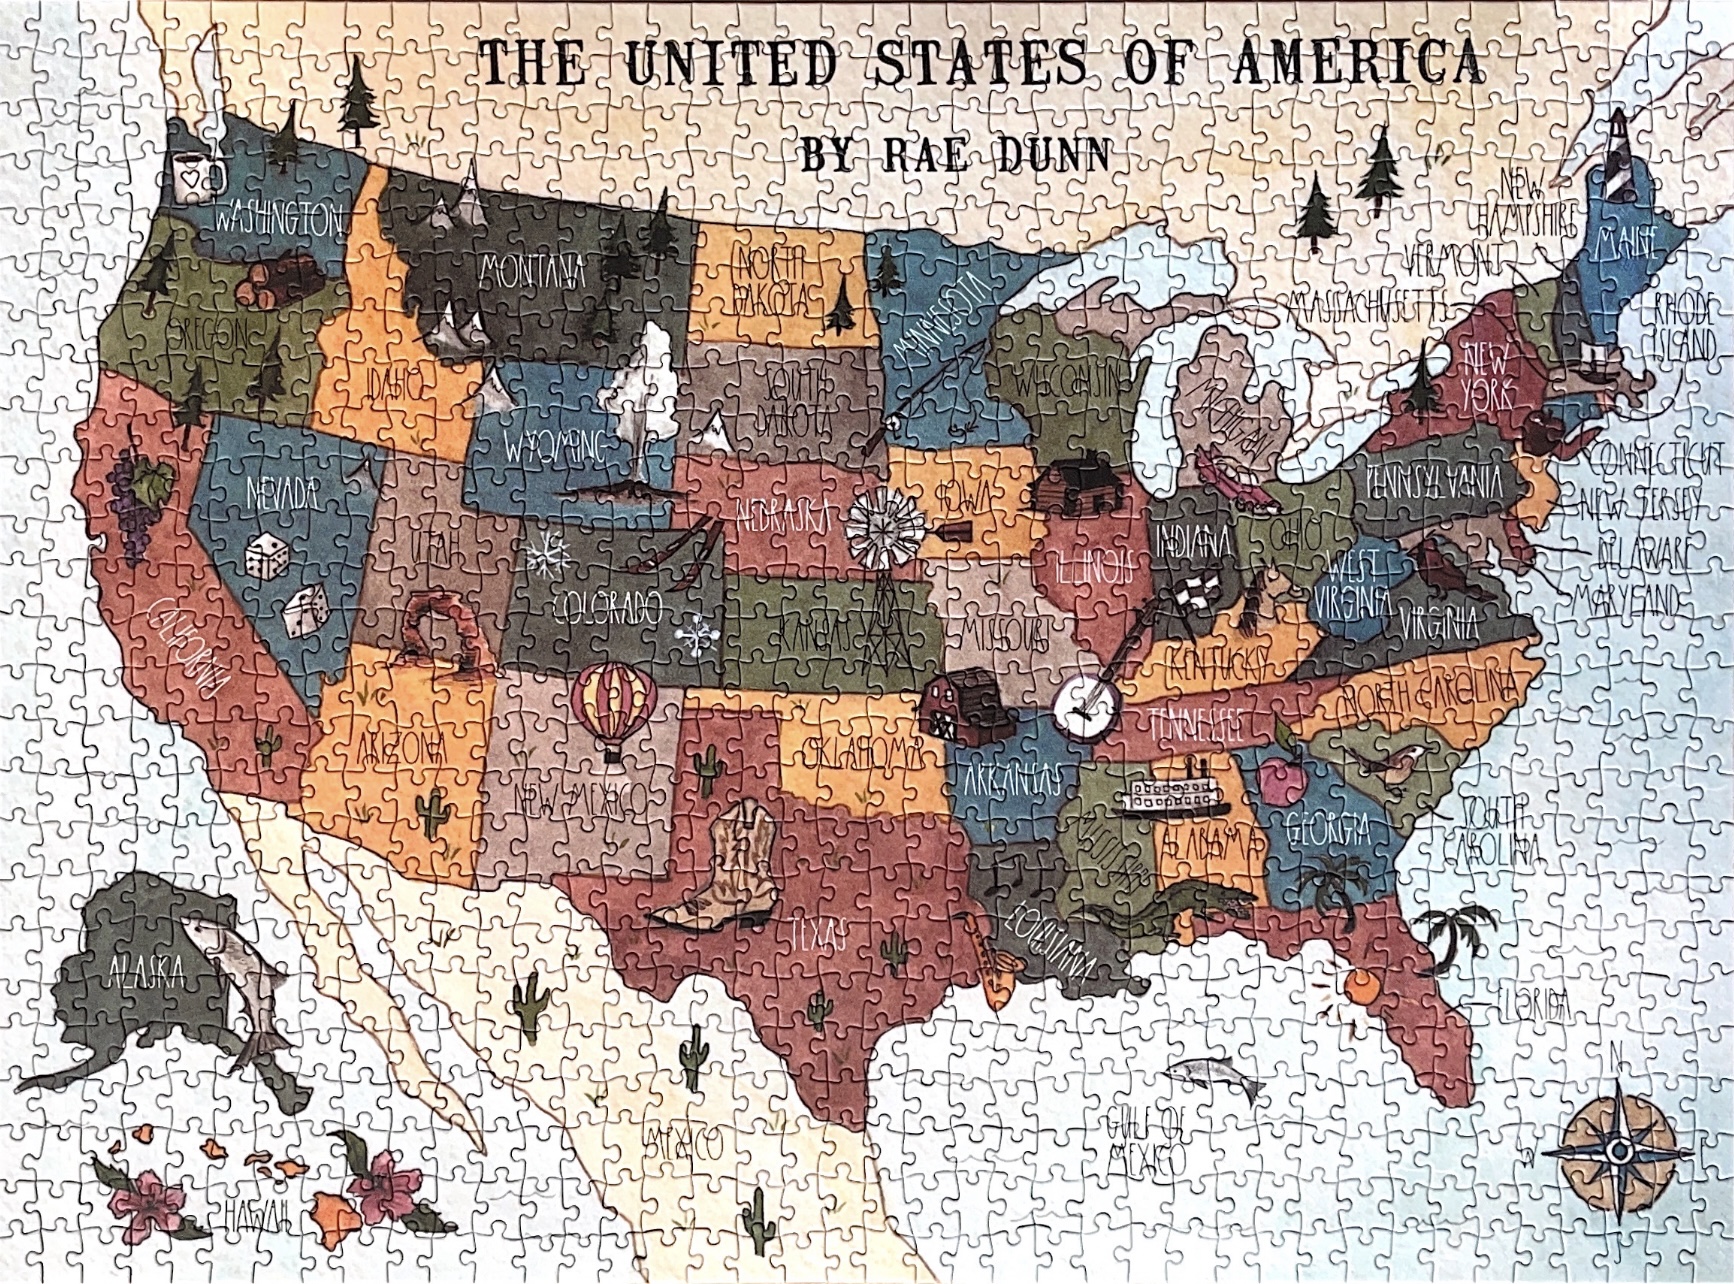 THE UNITED STATES OF AMERICA
BY RAE DUNN
NEW
HAMPSHIRE
WASHINGTON
VERMONT
MAINE
MONTANA
NORTH
DAKOTA
MINNESOTA
MASSACHUSETTS
RHODE
ISLAND
OREGON
IDAHO
SOUTH
DAKOTA
WISCONSIN
MICHIGAN
NEW
YORK
WYOMING
NEVADA
NEBRASKA
IOWA
PENNSYLVANIA
CONNECTICUT
NEW JERSEY
UTAH
ILLINOIS
INDIANA
OHIO
DELAWARE
COLORADO
WEST
VIRGINIA
MARYLAND
CALIFORNIA
KANSAS
MISSOURI
VIRGINIA
KENTUCKY
NORTH CAROLINA
TENNESSEE
ARIZONA
OKLAHOMA
NEW MEXICO
ARKANSAS
MISSISSIPPI
ALABAMA
GEORGIA
SOUTH
CAROLINA
TEXAS
LOUISIANA
ALASKA
FLORIDA
N
MEXICO
GULF OF
MEXICO
W
HAWAII